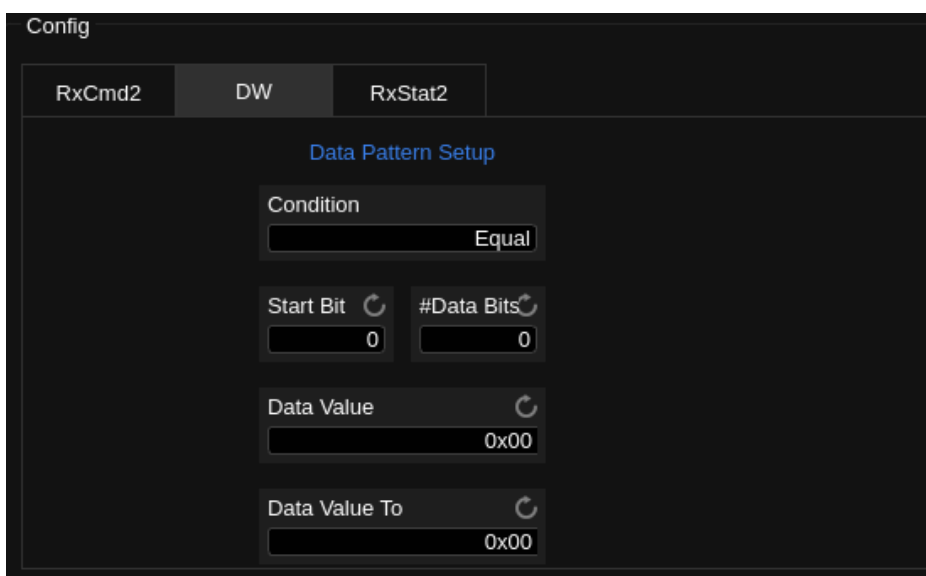 Config
RxCmd2 DW RxStat2
Data Pattern Setup
Condition
Equal
Start Bit #Data Bits
0 0
Data Value
0x00
Data Value To
0x00